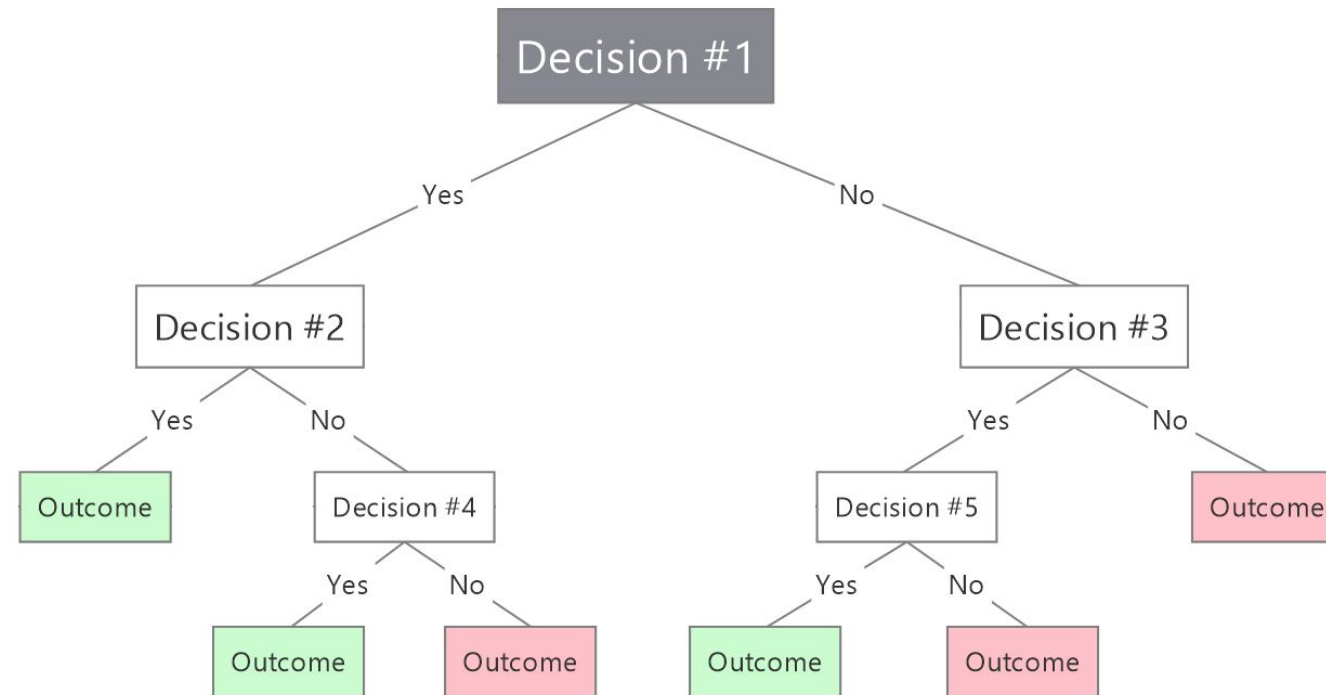 Decision #1
Yes
No
Decision #2
Decision #3
Yes
No
Yes
No
Outcome
Decision #4
Decision #5
Outcome
Yes
No
Yes
No
Outcome
Outcome
Outcome
Outcome